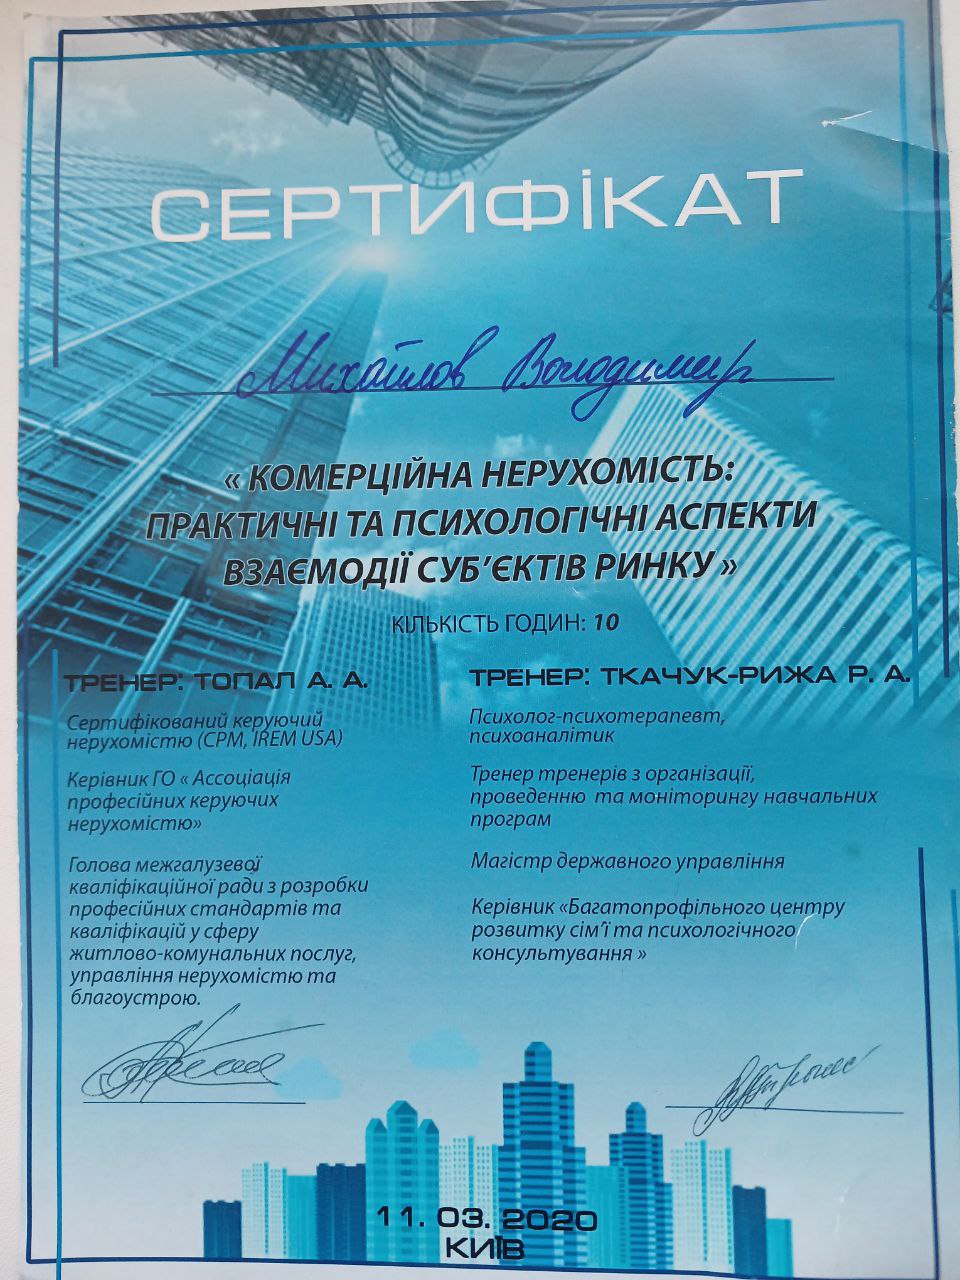 СЕРТИФІКАТ
Михайлов Володимир
« КОМЕРЦІЙНА НЕРУХОМІСТЬ:
ПРАКТИЧНІ ТА ПСИХОЛОГІЧНІ АСПЕКТИ
ВЗАЄМОДІЇ СУБ’ЄКТІВ РИНКУ »
КІЛЬКІСТЬ ГОДИН: 10
ТРЕНЕР: ТОПАЛ А. А.
Сертифікований керуючий
нерухомістю (CPM, IREM USA)
Керівник ГО « Ассоціація
професійних керуючих
нерухомістю»
Голова межгалузевої
кваліфікаційної ради з розробки
професійних стандартів та
кваліфікацій у сферу
житлово-комунальних послуг,
управління нерухомістю та
благоустрою.
ТРЕНЕР: ТКАЧУК-РИЖА Р. А.
Психолог-психотерапевт,
психоаналітик
Тренер тренерів з організації,
проведенню та моніторингу навчальних
програм
Магістр державного управління
Керівник «Багатопрофільного центру
розвитку сім’ї та психологічного
консультування »
11. 03. 2020
КИЇВ